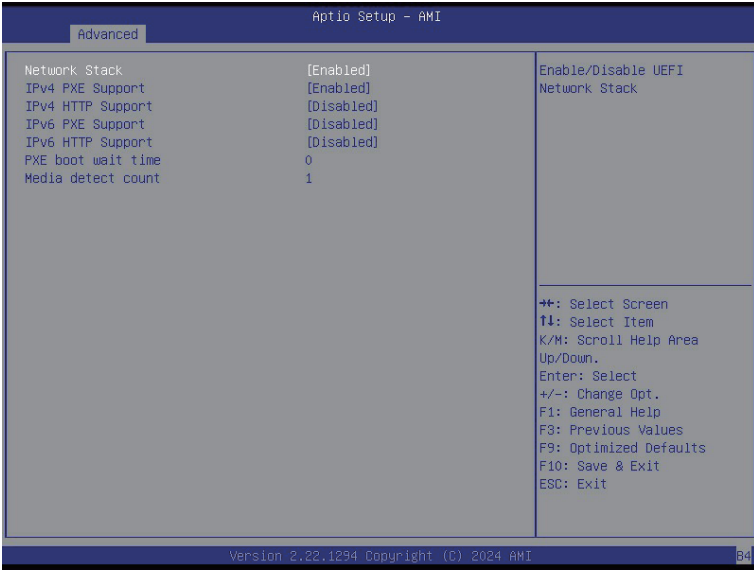 Aptio Setup – AMI
Advanced
Network Stack [Enabled]
IPv4 PXE Support [Enabled]
IPv4 HTTP Support [Disabled]
IPv6 PXE Support [Disabled]
IPv6 HTTP Support [Disabled]
PXE boot wait time 0
Media detect count 1
Enable/Disable UEFI
Network Stack
→←: Select Screen
↑↓: Select Item
K/M: Scroll Help Area
Up/Down.
Enter: Select
+/-: Change Opt.
F1: General Help
F3: Previous Values
F9: Optimized Defaults
F10: Save & Exit
ESC: Exit
Version 2.22.1294 Copyright (C) 2024 AMI
B4